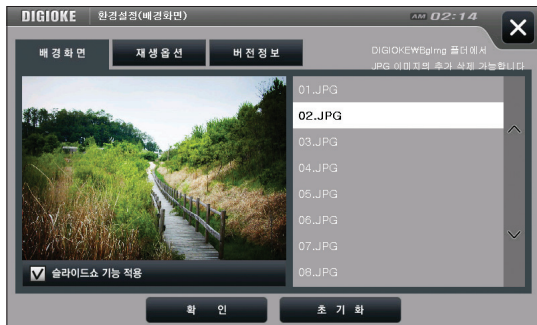 DIGIOKE 환경설정(배경화면) AM 02:14
배경화면 재생옵션 버전정보
DIGIOKE₩BgImg 폴더에서
JPG 이미지의 추가 삭제 가능합니다
01.JPG
02.JPG
03.JPG
04.JPG
05.JPG
06.JPG
07.JPG
08.JPG
슬라이드쇼 기능 적용
확 인 초 기 화